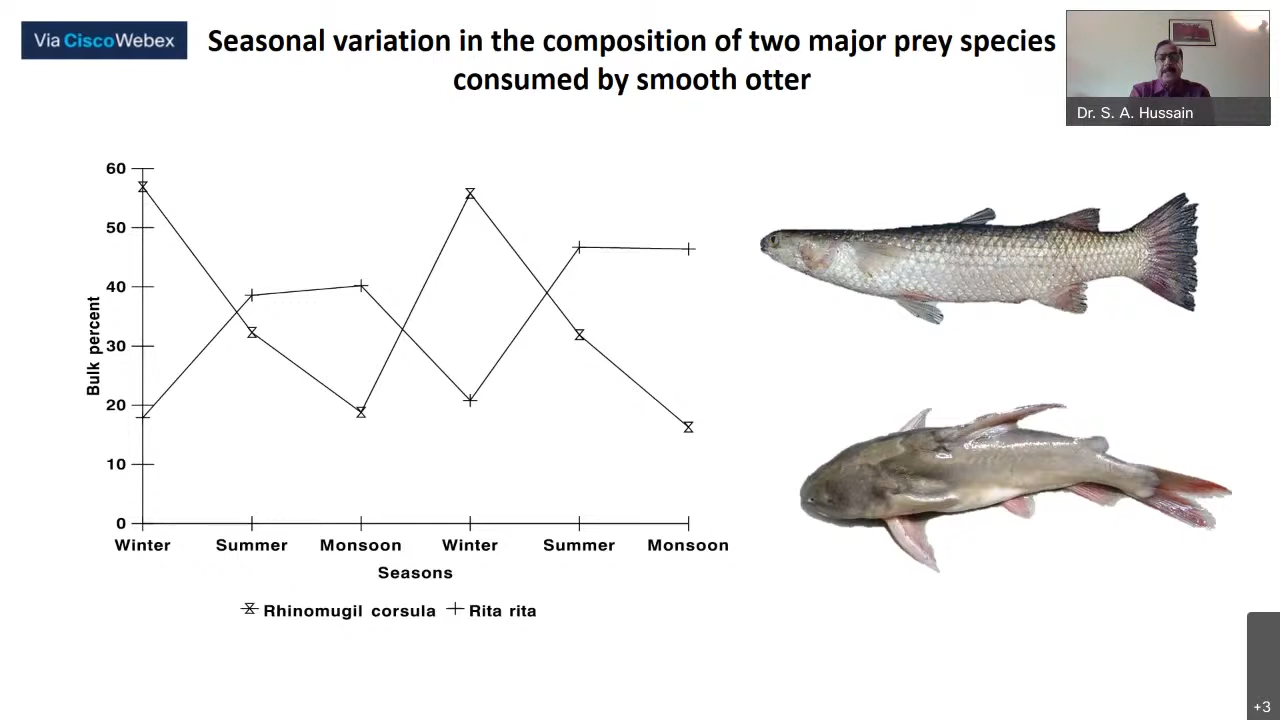 Via Cisco Webex
Seasonal variation in the composition of two major prey species
consumed by smooth otter
Dr. S. A. Hussain
60
50
40
30
20
10
0
Bulk percent
Winter Summer Monsoon Winter Summer Monsoon
Seasons
Rhinomugil corsula Rita rita
+3